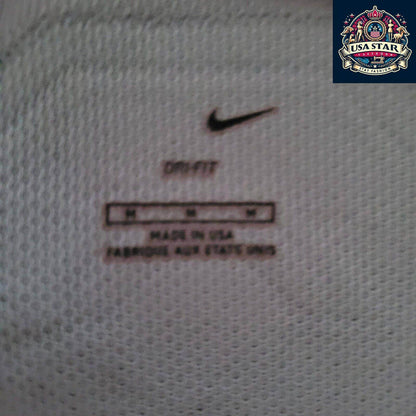 USA STAR
DRI-FIT
M M M
MADE IN USA
FABRIQUE AUX ETATS UNIS